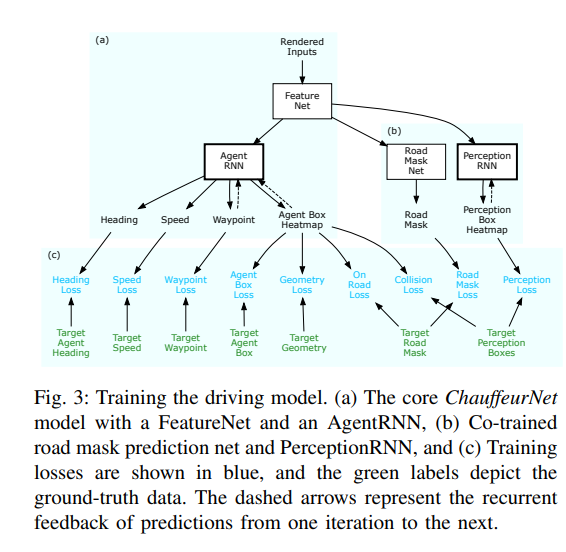 (a)
Rendered
Inputs
Feature
Net
(b)
Agent
RNN
Road
Mask
Net
Perception
RNN
Heading
Speed
Waypoint
Agent Box
Heatmap
Road
Mask
Perception
Box
Heatmap
(c)
Heading
Loss
Speed
Loss
Waypoint
Loss
Agent
Box
Loss
Geometry
Loss
On
Road
Loss
Collision
Loss
Road
Mask
Loss
Perception
Loss
Target
Agent
Heading
Target
Speed
Target
Waypoint
Target
Agent
Box
Target
Geometry
Target
Road
Mask
Target
Perception
Boxes
Fig. 3: Training the driving model. (a) The core ChauffeurNet
model with a FeatureNet and an AgentRNN, (b) Co-trained
road mask prediction net and PerceptionRNN, and (c) Training
losses are shown in blue, and the green labels depict the
ground-truth data. The dashed arrows represent the recurrent
feedback of predictions from one iteration to the next.